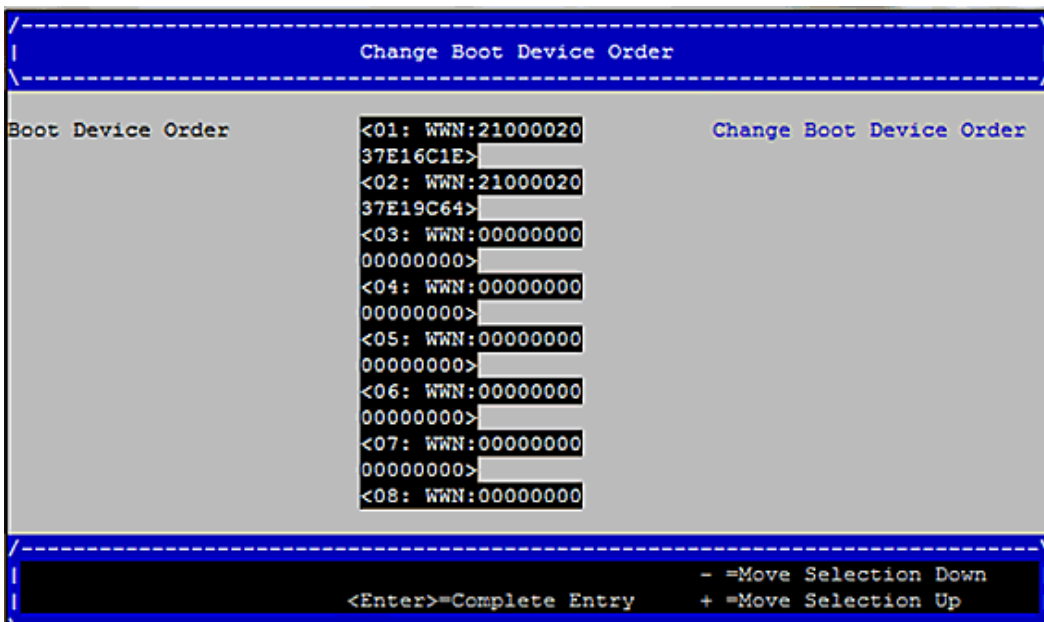 /------------------------------------------------------------\
| Change Boot Device Order
\------------------------------------------------------------/
Boot Device Order <01: WWN:21000020 Change Boot Device Order
37E16C1E>
<02: WWN:21000020
37E19C64>
<03: WWN:00000000
00000000>
<04: WWN:00000000
00000000>
<05: WWN:00000000
00000000>
<06: WWN:00000000
00000000>
<07: WWN:00000000
00000000>
<08: WWN:00000000
/------------------------------------------------------------\
| - =Move Selection Down
| <Enter>=Complete Entry + =Move Selection Up